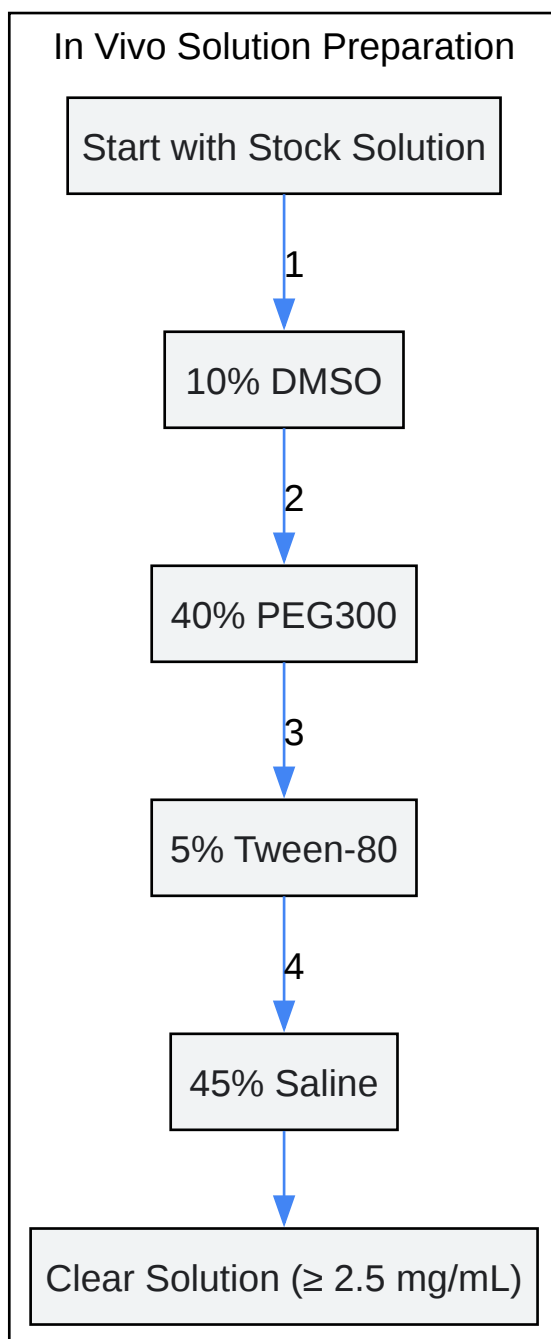 In Vivo Solution Preparation
Start with Stock Solution
1
10% DMSO
2
40% PEG300
3
5% Tween-80
4
45% Saline
Clear Solution (≥ 2.5 mg/mL)